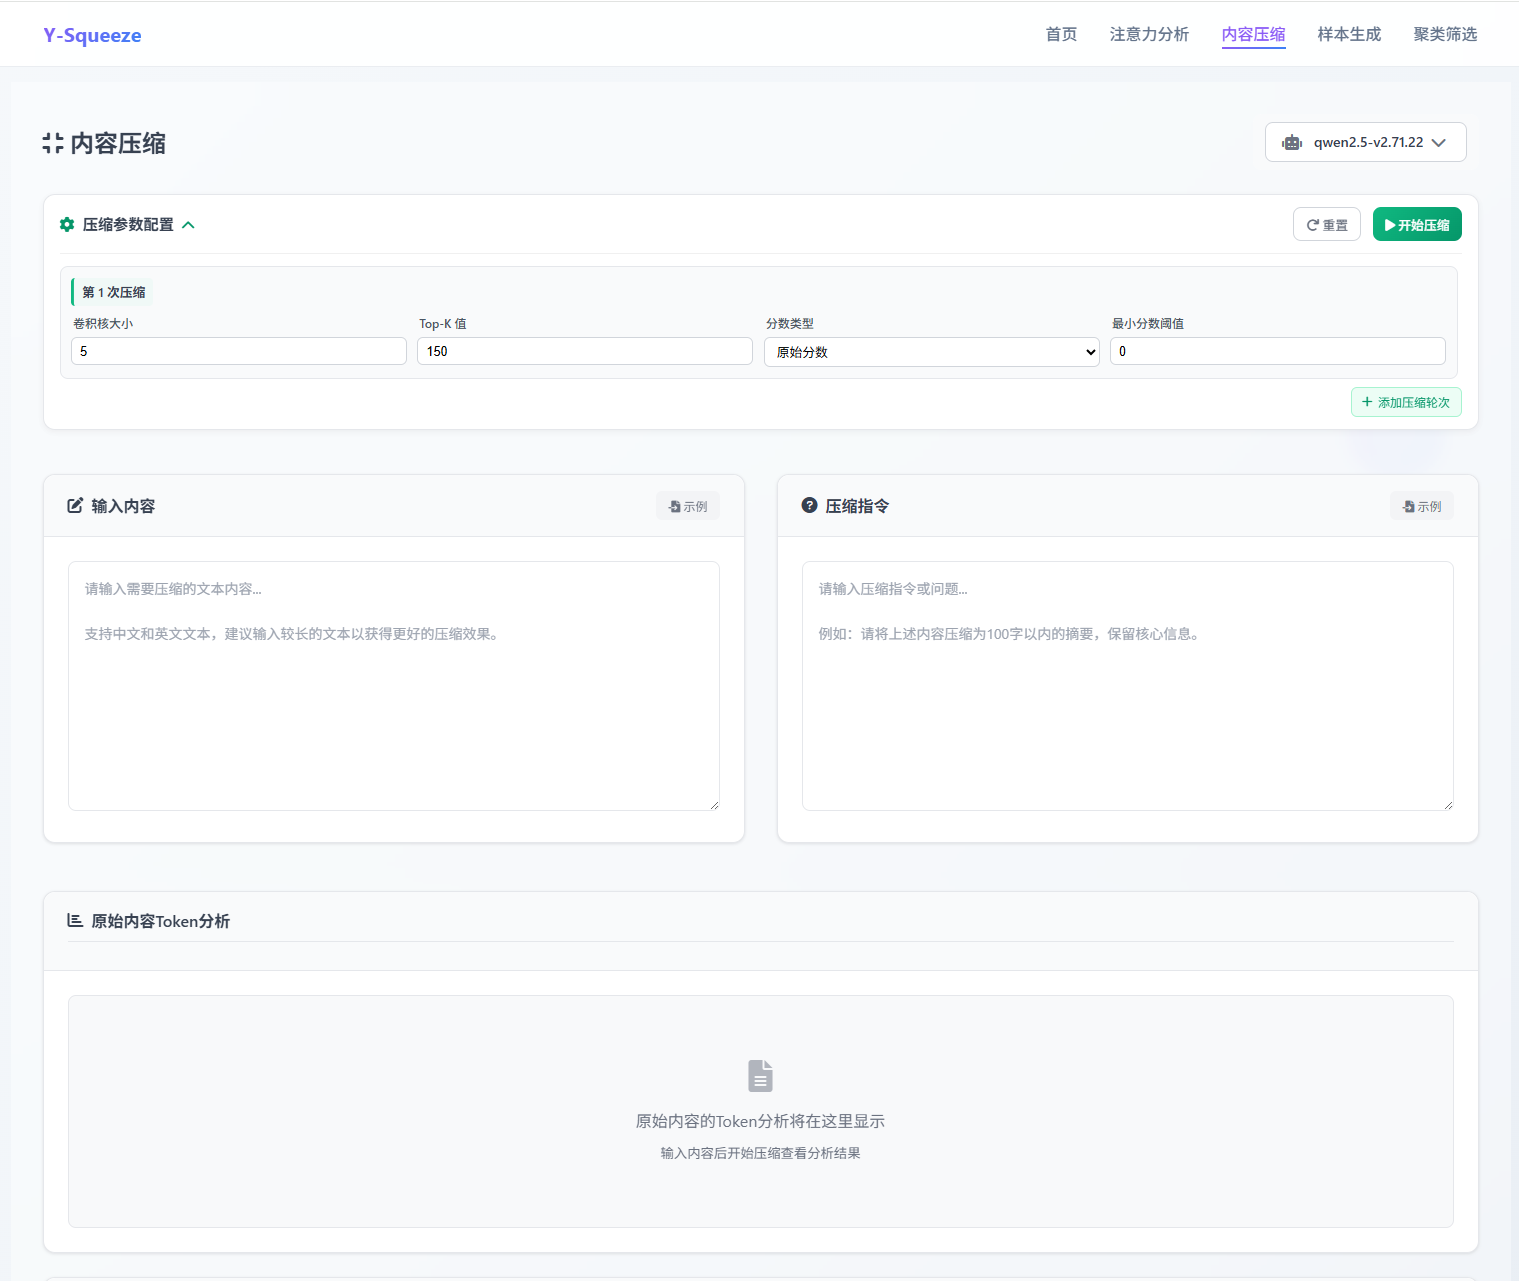 Y-Squeeze
首页
注意力分析
内容压缩
样本生成
聚类筛选
内容压缩
qwen2.5-v2.71.22
压缩参数配置
重置
开始压缩
第 1 次压缩
卷积核大小
Top-K 值
分数类型
最小分数阈值
5
150
原始分数
0
添加压缩轮次
输入内容
示例
压缩指令
示例
请输入需要压缩的文本内容...
支持中文和英文文本，建议输入较长的文本以获得更好的压缩效果。
请输入压缩指令或问题...
例如：请将上述内容压缩为100字以内的摘要，保留核心信息。
原始内容Token分析
原始内容的Token分析将在这里显示
输入内容后开始压缩查看分析结果